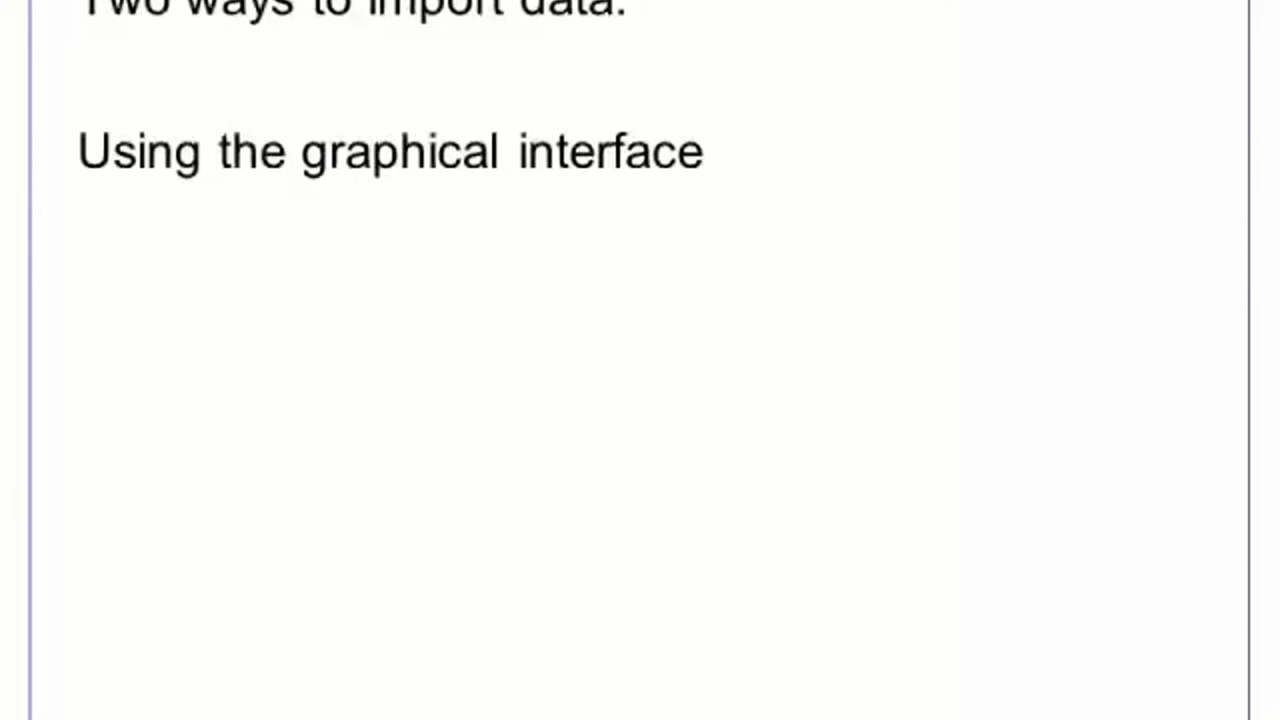 Two ways to import data:
Using the graphical interface